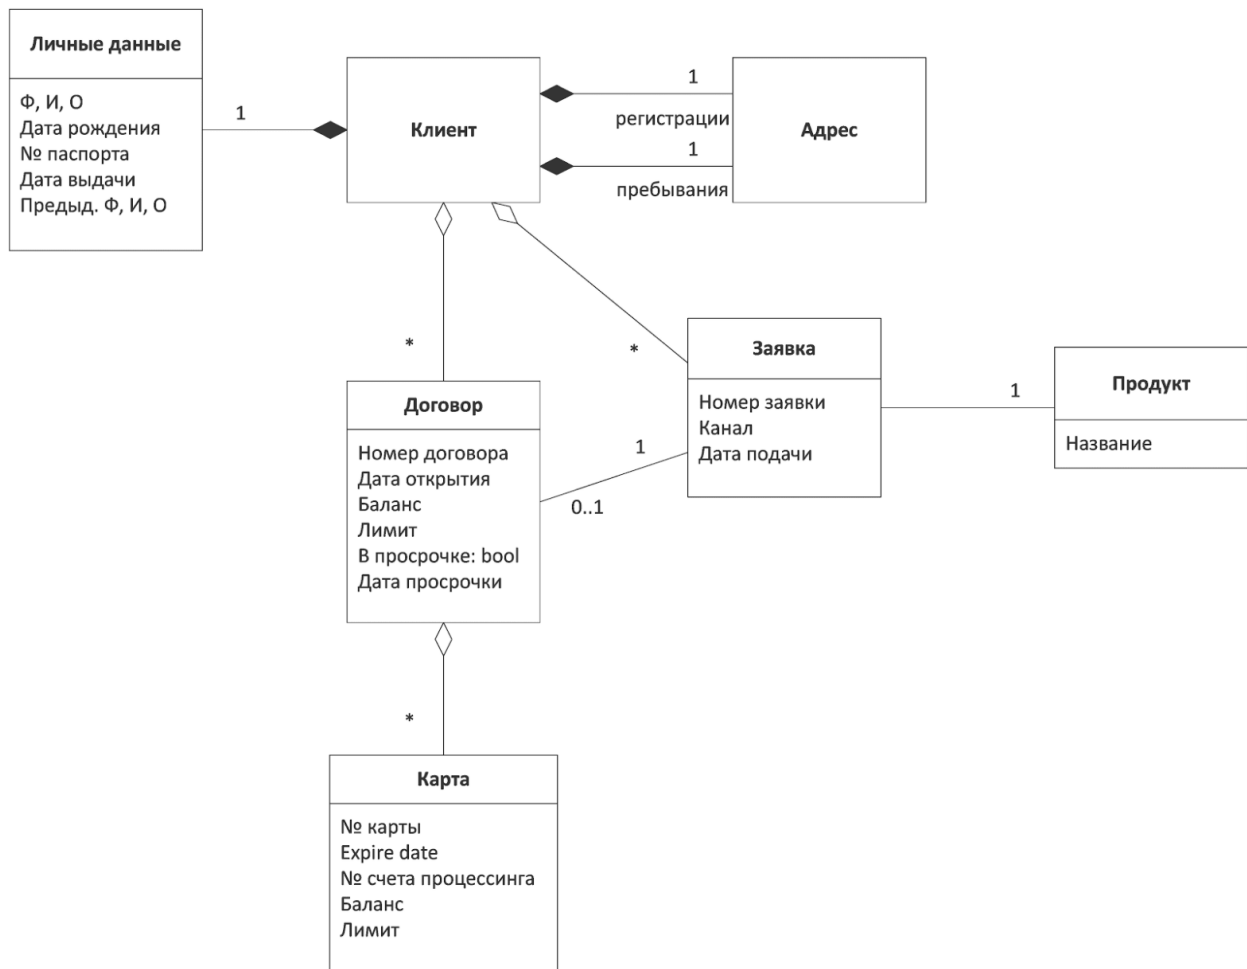 Личные данные
Ф, И, О
Дата рождения
№ паспорта
Дата выдачи
Предыд. Ф, И, О
1
Клиент
1
регистрации
1
пребывания
Адрес
*
*
Договор
Номер договора
Дата открытия
Баланс
Лимит
В просрочке: bool
Дата просрочки
1
0..1
Заявка
Номер заявки
Канал
Дата подачи
1
Продукт
Название
*
Карта
№ карты
Expire date
№ счета процессинга
Баланс
Лимит